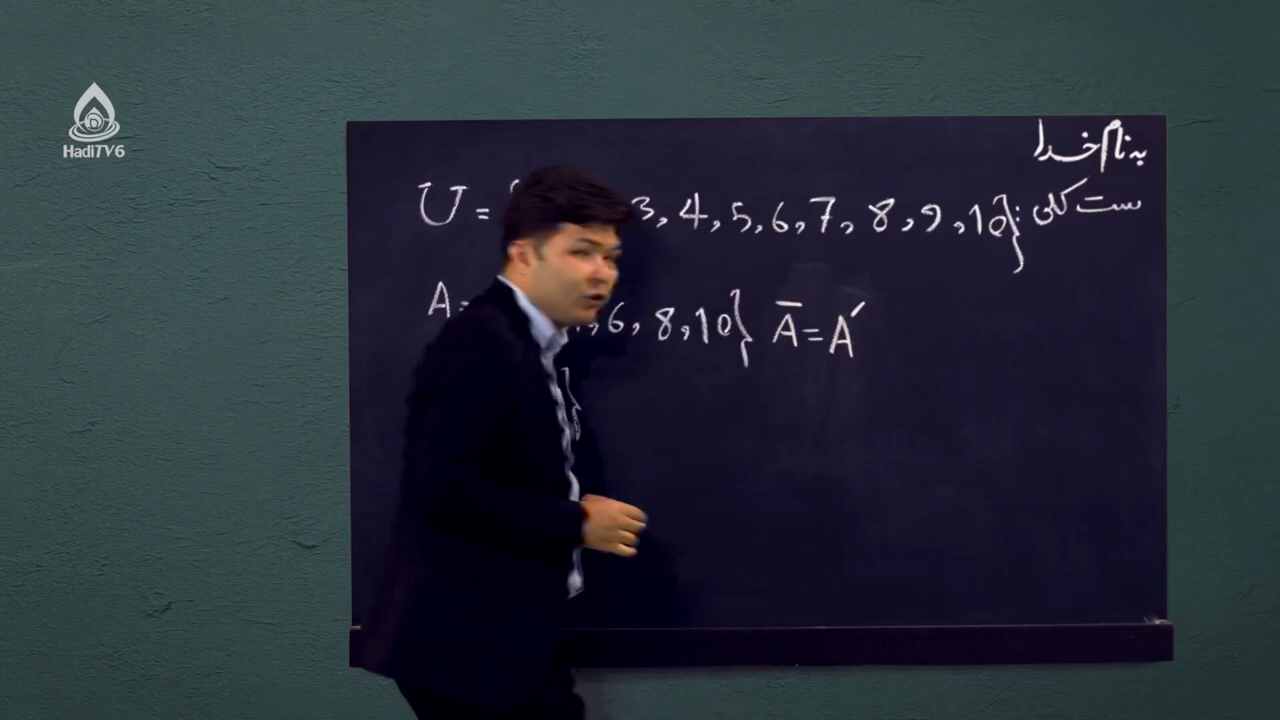 HadiTV6
به نام خدا
ست کلی:
U = 3, 4, 5, 6, 7, 8, 9, 10}
A= , 6, 8, 10} Ā = A′
}